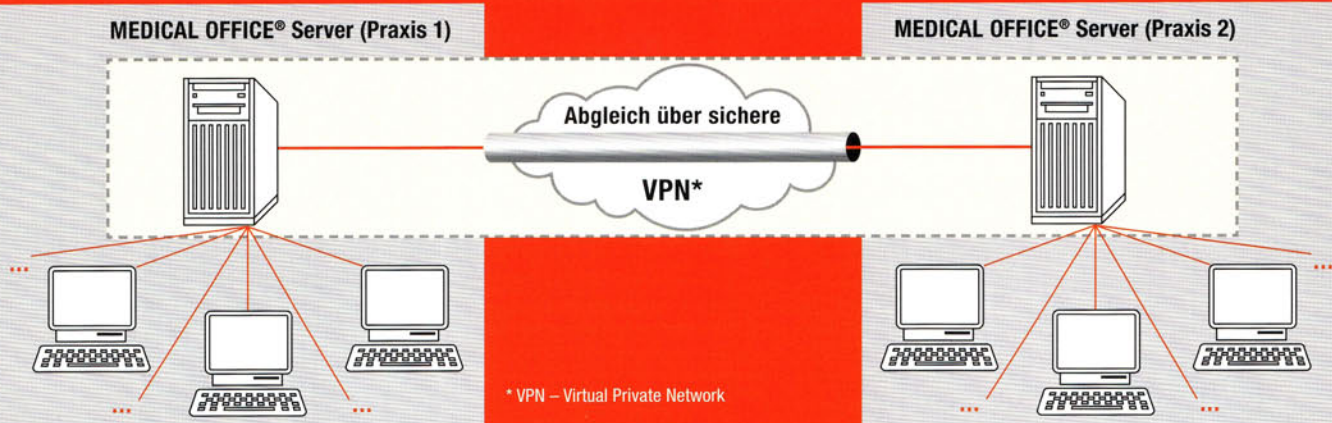 MEDICAL OFFICE® Server (Praxis 1)
MEDICAL OFFICE® Server (Praxis 2)
Abgleich über sichere
VPN*
...
...
...
...
...
...
* VPN – Virtual Private Network